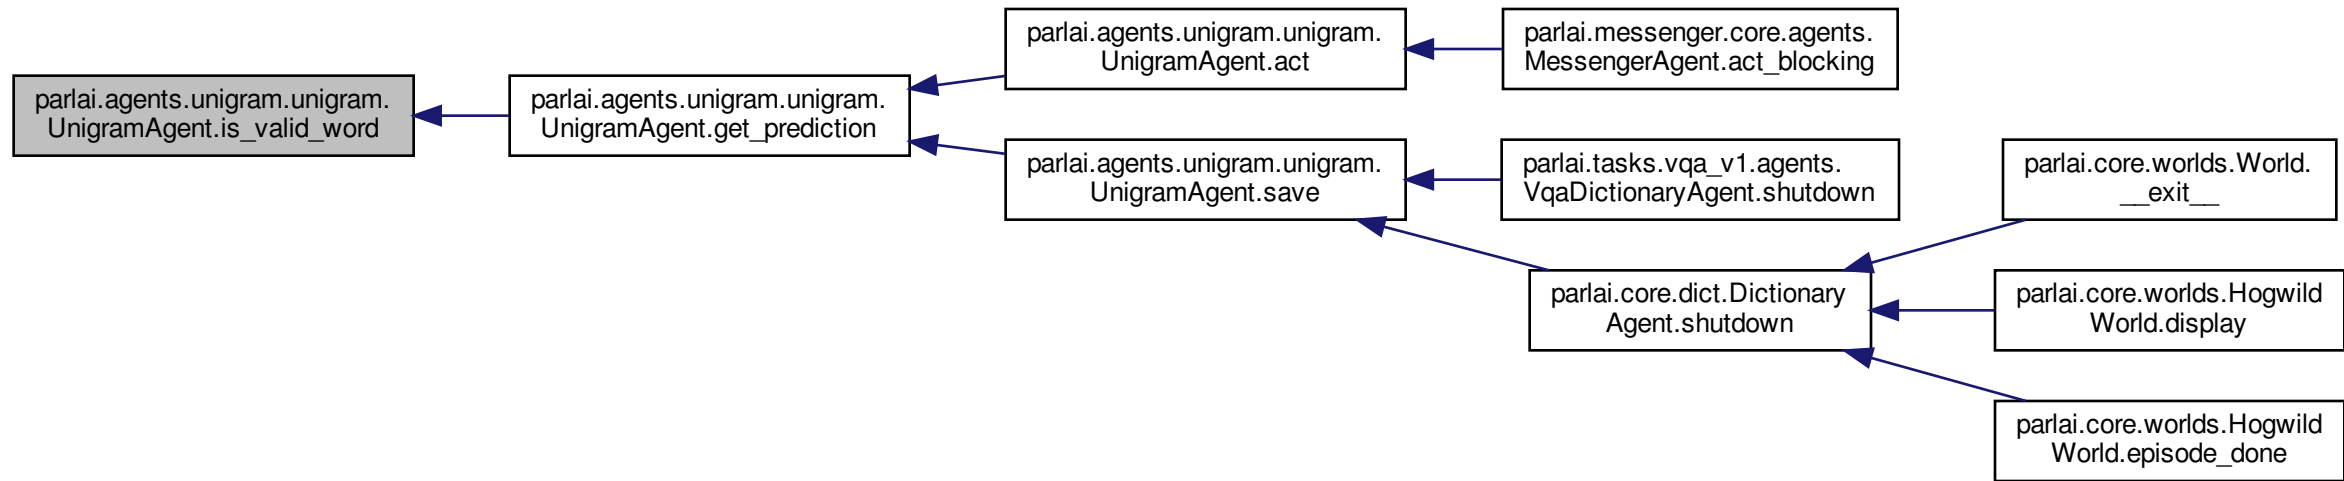 parlai.agents.unigram.unigram.
UnigramAgent.is_valid_word
parlai.agents.unigram.unigram.
UnigramAgent.get_prediction
parlai.agents.unigram.unigram.
UnigramAgent.act
parlai.messenger.core.agents.
MessengerAgent.act_blocking
parlai.agents.unigram.unigram.
UnigramAgent.save
parlai.tasks.vqa_v1.agents.
VqaDictionaryAgent.shutdown
parlai.core.dict.Dictionary
Agent.shutdown
parlai.core.worlds.World.
__exit__
parlai.core.worlds.Hogwild
World.display
parlai.core.worlds.Hogwild
World.episode_done